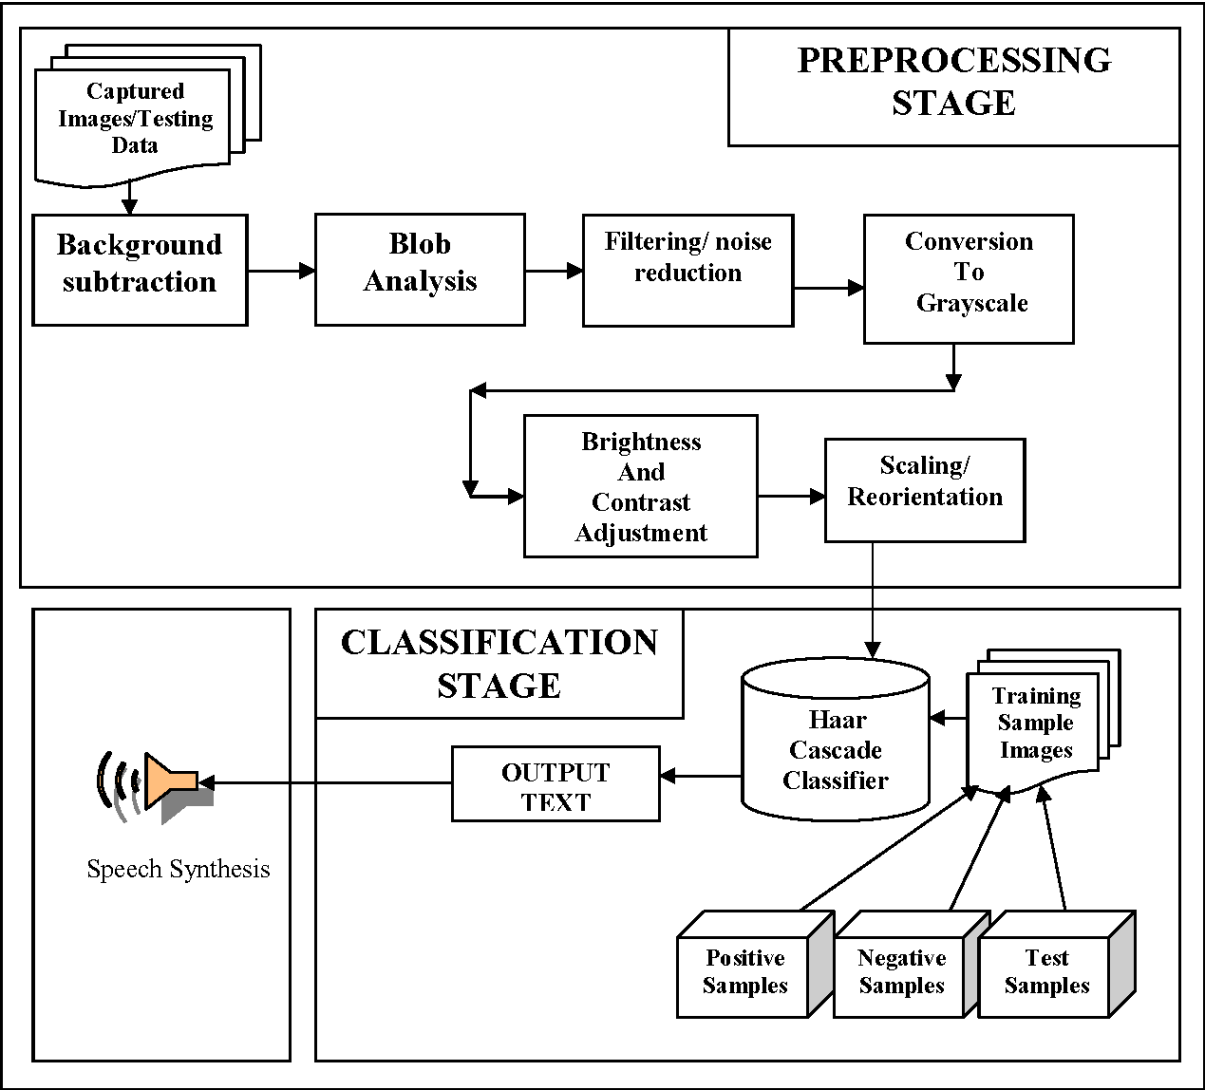 PREPROCESSING
STAGE
Captured
Images/Testing
Data
Background
subtraction
Blob
Analysis
Filtering/ noise
reduction
Conversion
To
Grayscale
Brightness
And
Contrast
Adjustment
Scaling/
Reorientation
CLASSIFICATION
STAGE
Haar
Cascade
Classifier
Training
Sample
Images
OUTPUT
TEXT
Speech Synthesis
Positive
Samples
Negative
Samples
Test
Samples